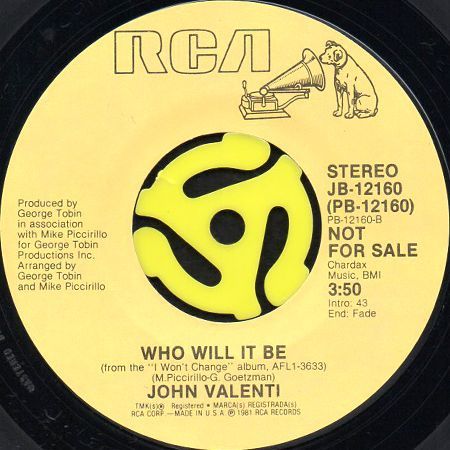 RCA
STEREO
JB-12160
(PB-12160)
PB-12160-B
NOT
FOR SALE
Chardax
Music, BMI
3:50
Intro: 43
End: Fade
Produced by
George Tobin
in association
with Mike Piccirillo
for George Tobin
Productions Inc.
Arranged by
George Tobin
and Mike Piccirillo
WHO WILL IT BE
(from the "I Won't Change" album, AFL1-3633)
(M.Piccirillo-G. Goetzman)
JOHN VALENTI
TMK(s)® Registered • MARCA(s) REGISTRADA(s)
RCA CORP.—MADE IN U.S.A. ℗ 1981 RCA RECORDS